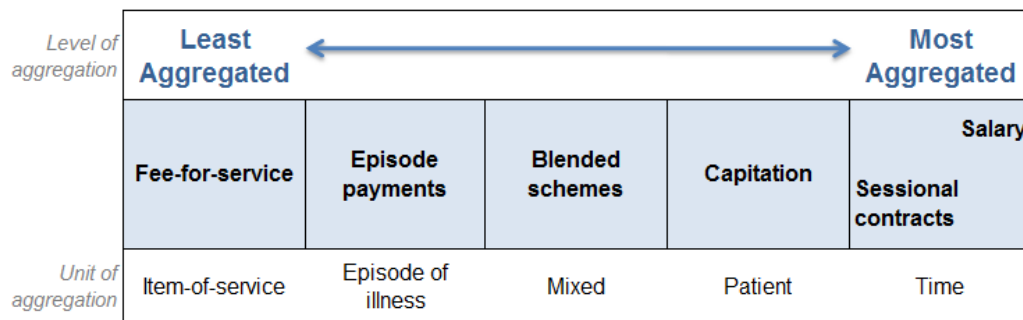 Level of
aggregation
Least
Aggregated
Most
Aggregated
Fee-for-service
Episode
payments
Blended
schemes
Capitation
Salary
Sessional
contracts
Unit of
aggregation
Item-of-service
Episode of
illness
Mixed
Patient
Time